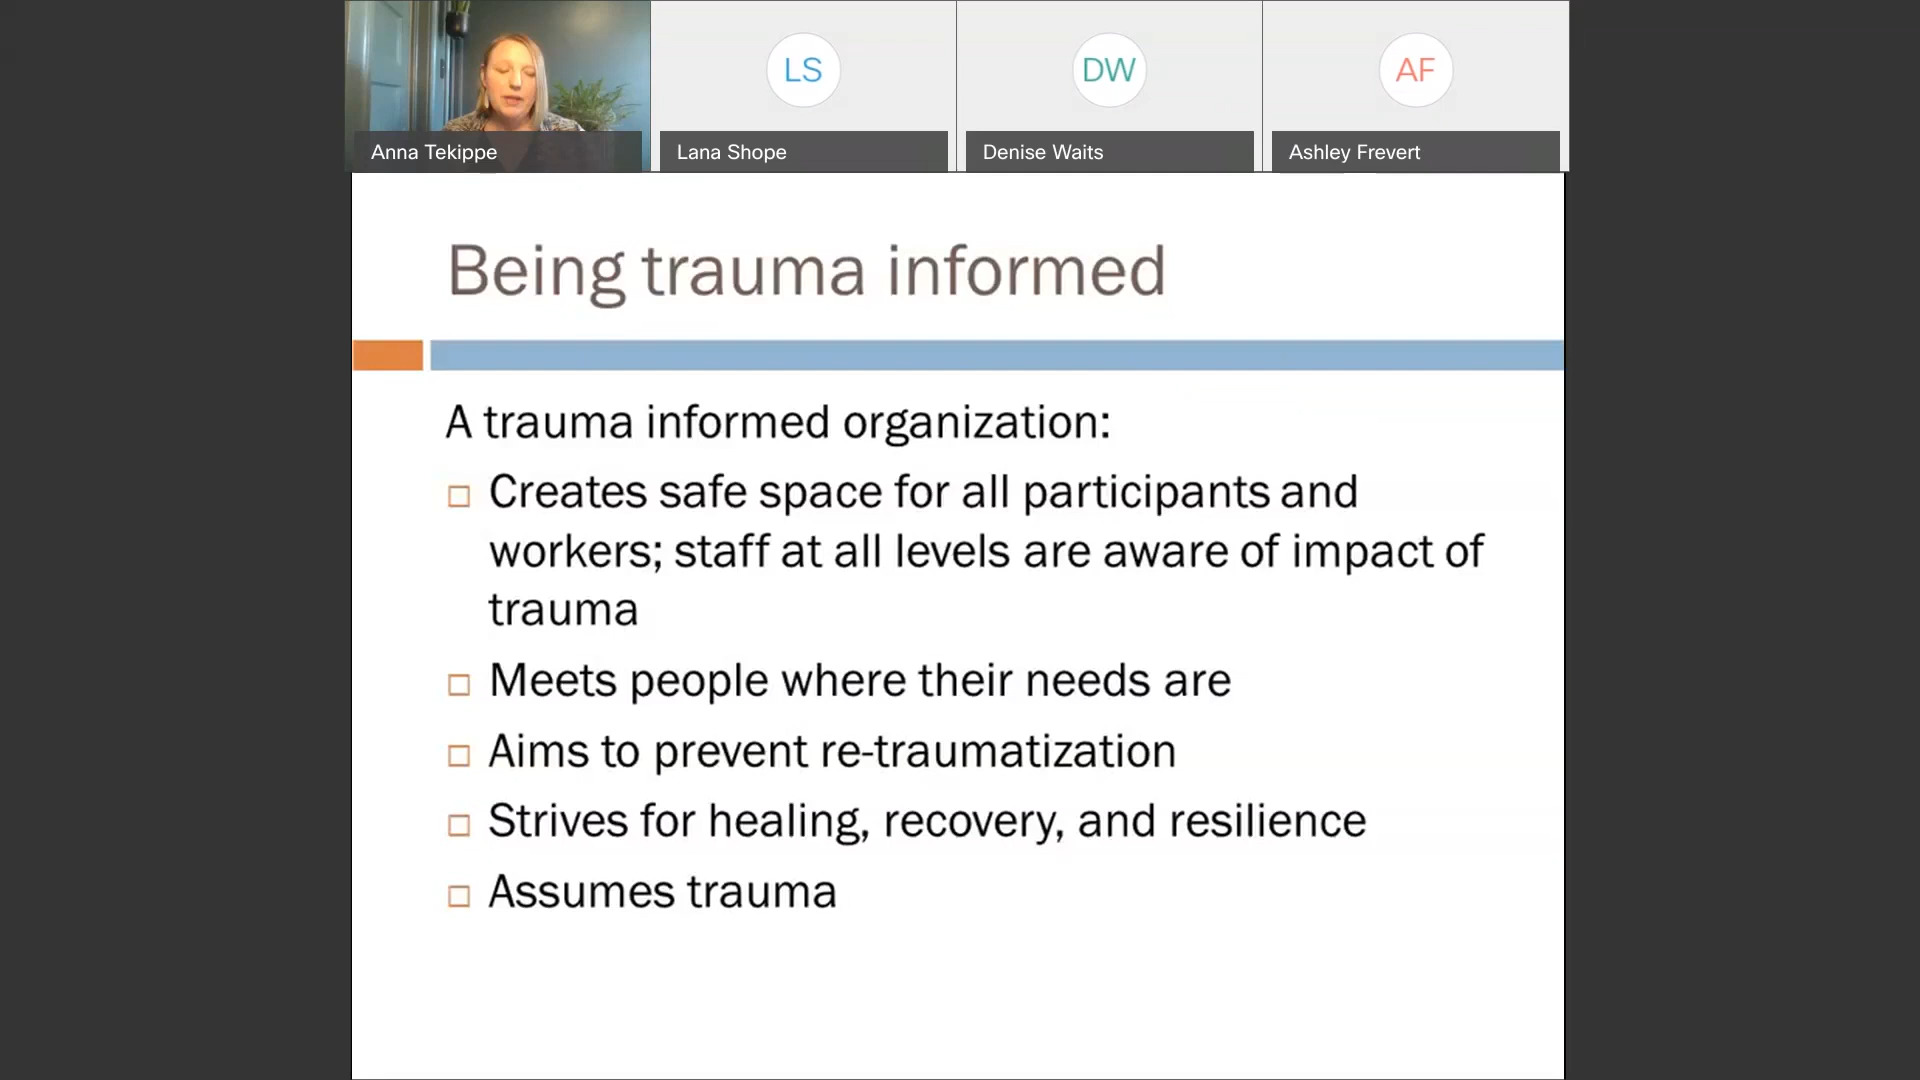 LS
DW
AF
Anna Tekippe
Lana Shope
Denise Waits
Ashley Frevert
Being trauma informed
A trauma informed organization:
Creates safe space for all participants and
workers; staff at all levels are aware of impact of
trauma
Meets people where their needs are
Aims to prevent re-traumatization
Strives for healing, recovery, and resilience
Assumes trauma